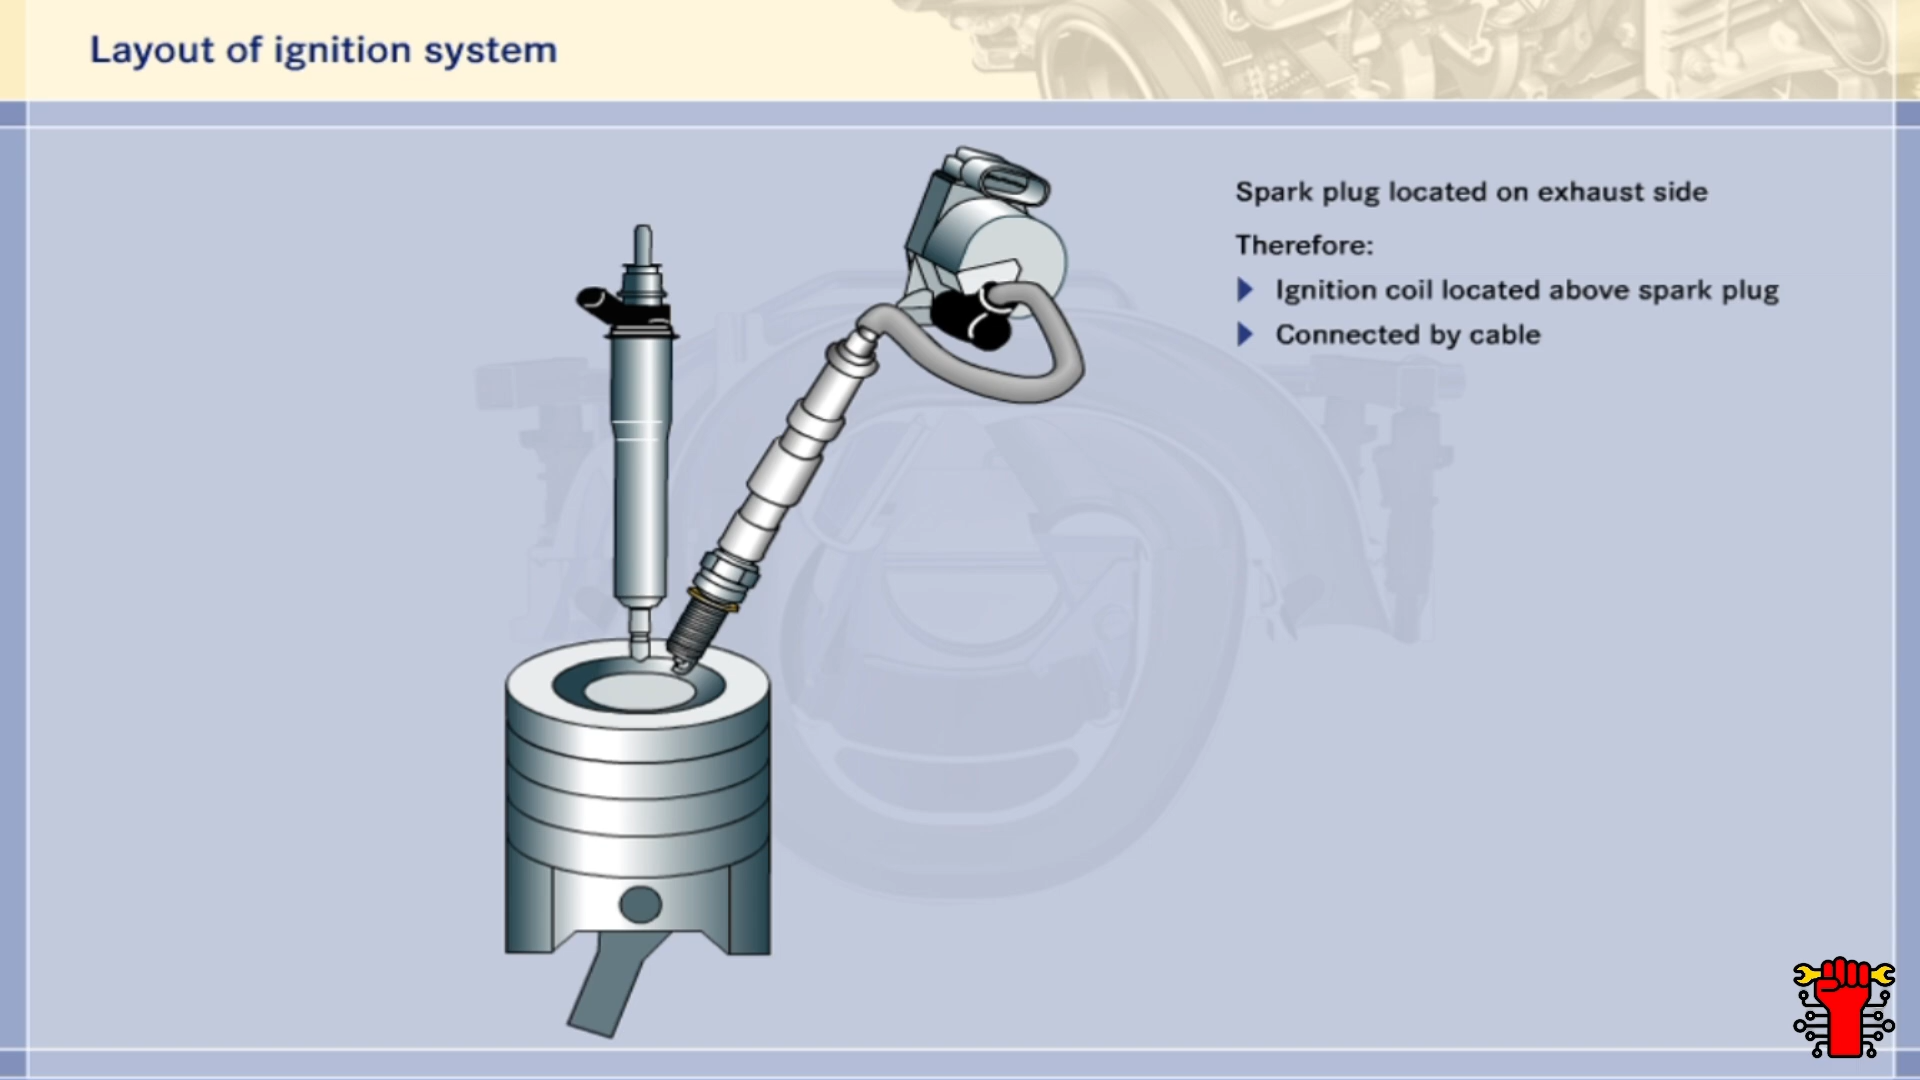 Layout of ignition system
Spark plug located on exhaust side
Therefore:
Ignition coil located above spark plug
Connected by cable